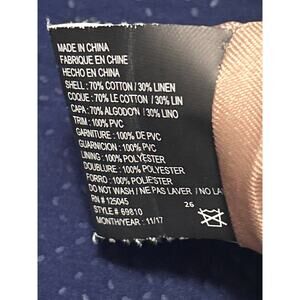 MADE IN CHINA
FABRIQUE EN CHINE
HECHO EN CHINA
SHELL: 70% COTTON / 30% LINEN
COQUE: 70% LE COTTON / 30% LIN
CAPA: 70% ALGODON / 30% LINO
TRIM: 100% PVC
GARNITURE: 100% DE PVC
GUARNICION: 100% PVC
LINING: 100% POLYESTER
DOUBLURE: 100% POLYESTER
FORRO: 100% POLIESTER
DO NOT WASH / NE PAS LAVER / NO LA
RN # 125045
26
STYLE # 69810
MONTH/YEAR: 11/17